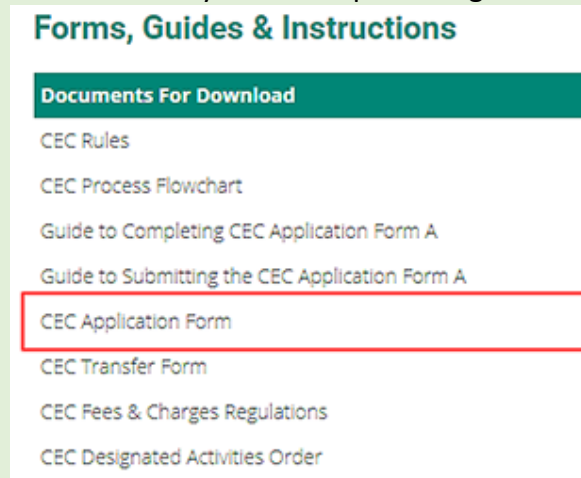 Forms, Guides & Instructions
Documents For Download
CEC Rules
CEC Process Flowchart
Guide to Completing CEC Application Form A
Guide to Submitting the CEC Application Form A
CEC Application Form
CEC Transfer Form
CEC Fees & Charges Regulations
CEC Designated Activities Order